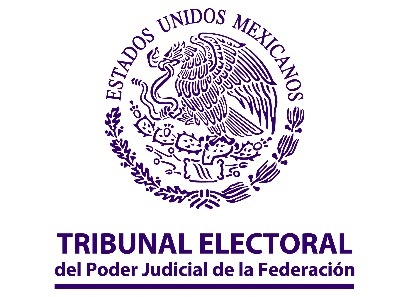 ESTADOS UNIDOS MEXICANOS
TRIBUNAL ELECTORAL
del Poder Judicial de la Federación